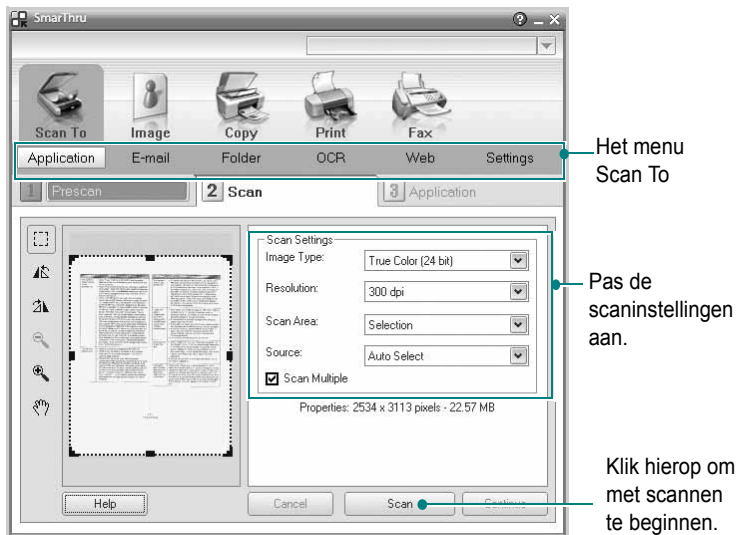 SmarThru
Scan To Image Copy Print Fax
Application E-mail Folder OCR Web Settings
Het menu
Scan To
1 Prescan 2 Scan 3 Application
Scan Settings
Image Type: True Color (24 bit)
Resolution: 300 dpi
Scan Area: Selection
Source: Auto Select
Scan Multiple
Pas de
scaninstellingen
aan.
Properties: 2534 x 3113 pixels - 22.57 MB
Help Cancel Scan Continue
Klik hierop om
met scannen
te beginnen.